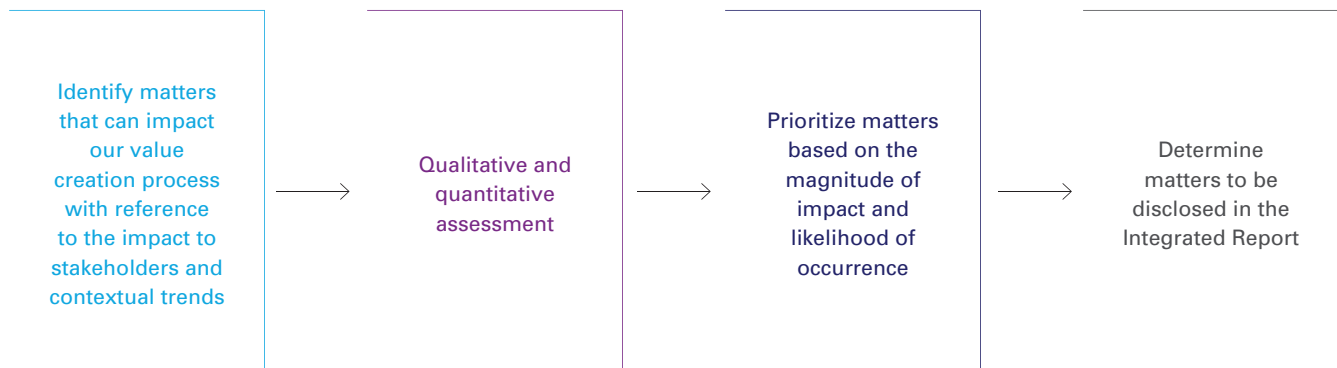 Identify matters
that can impact
our value
creation process
with reference
to the impact to
stakeholders and
contextual trends
Qualitative and
quantitative
assessment
Prioritize matters
based on the
magnitude of
impact and
likelihood of
occurrence
Determine
matters to be
disclosed in the
Integrated Report